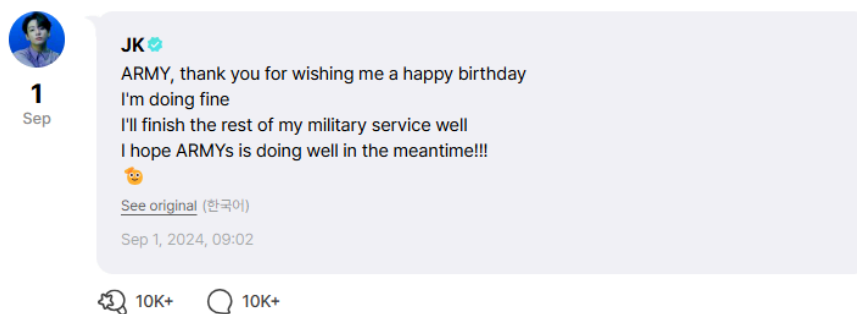 JK
ARMY, thank you for wishing me a happy birthday
1
I'm doing fine
Sep
I'll finish the rest of my military service well
I hope ARMYs is doing well in the meantime!!!
🫡
See original (한국어)
Sep 1, 2024, 09:02
10K+ 10K+